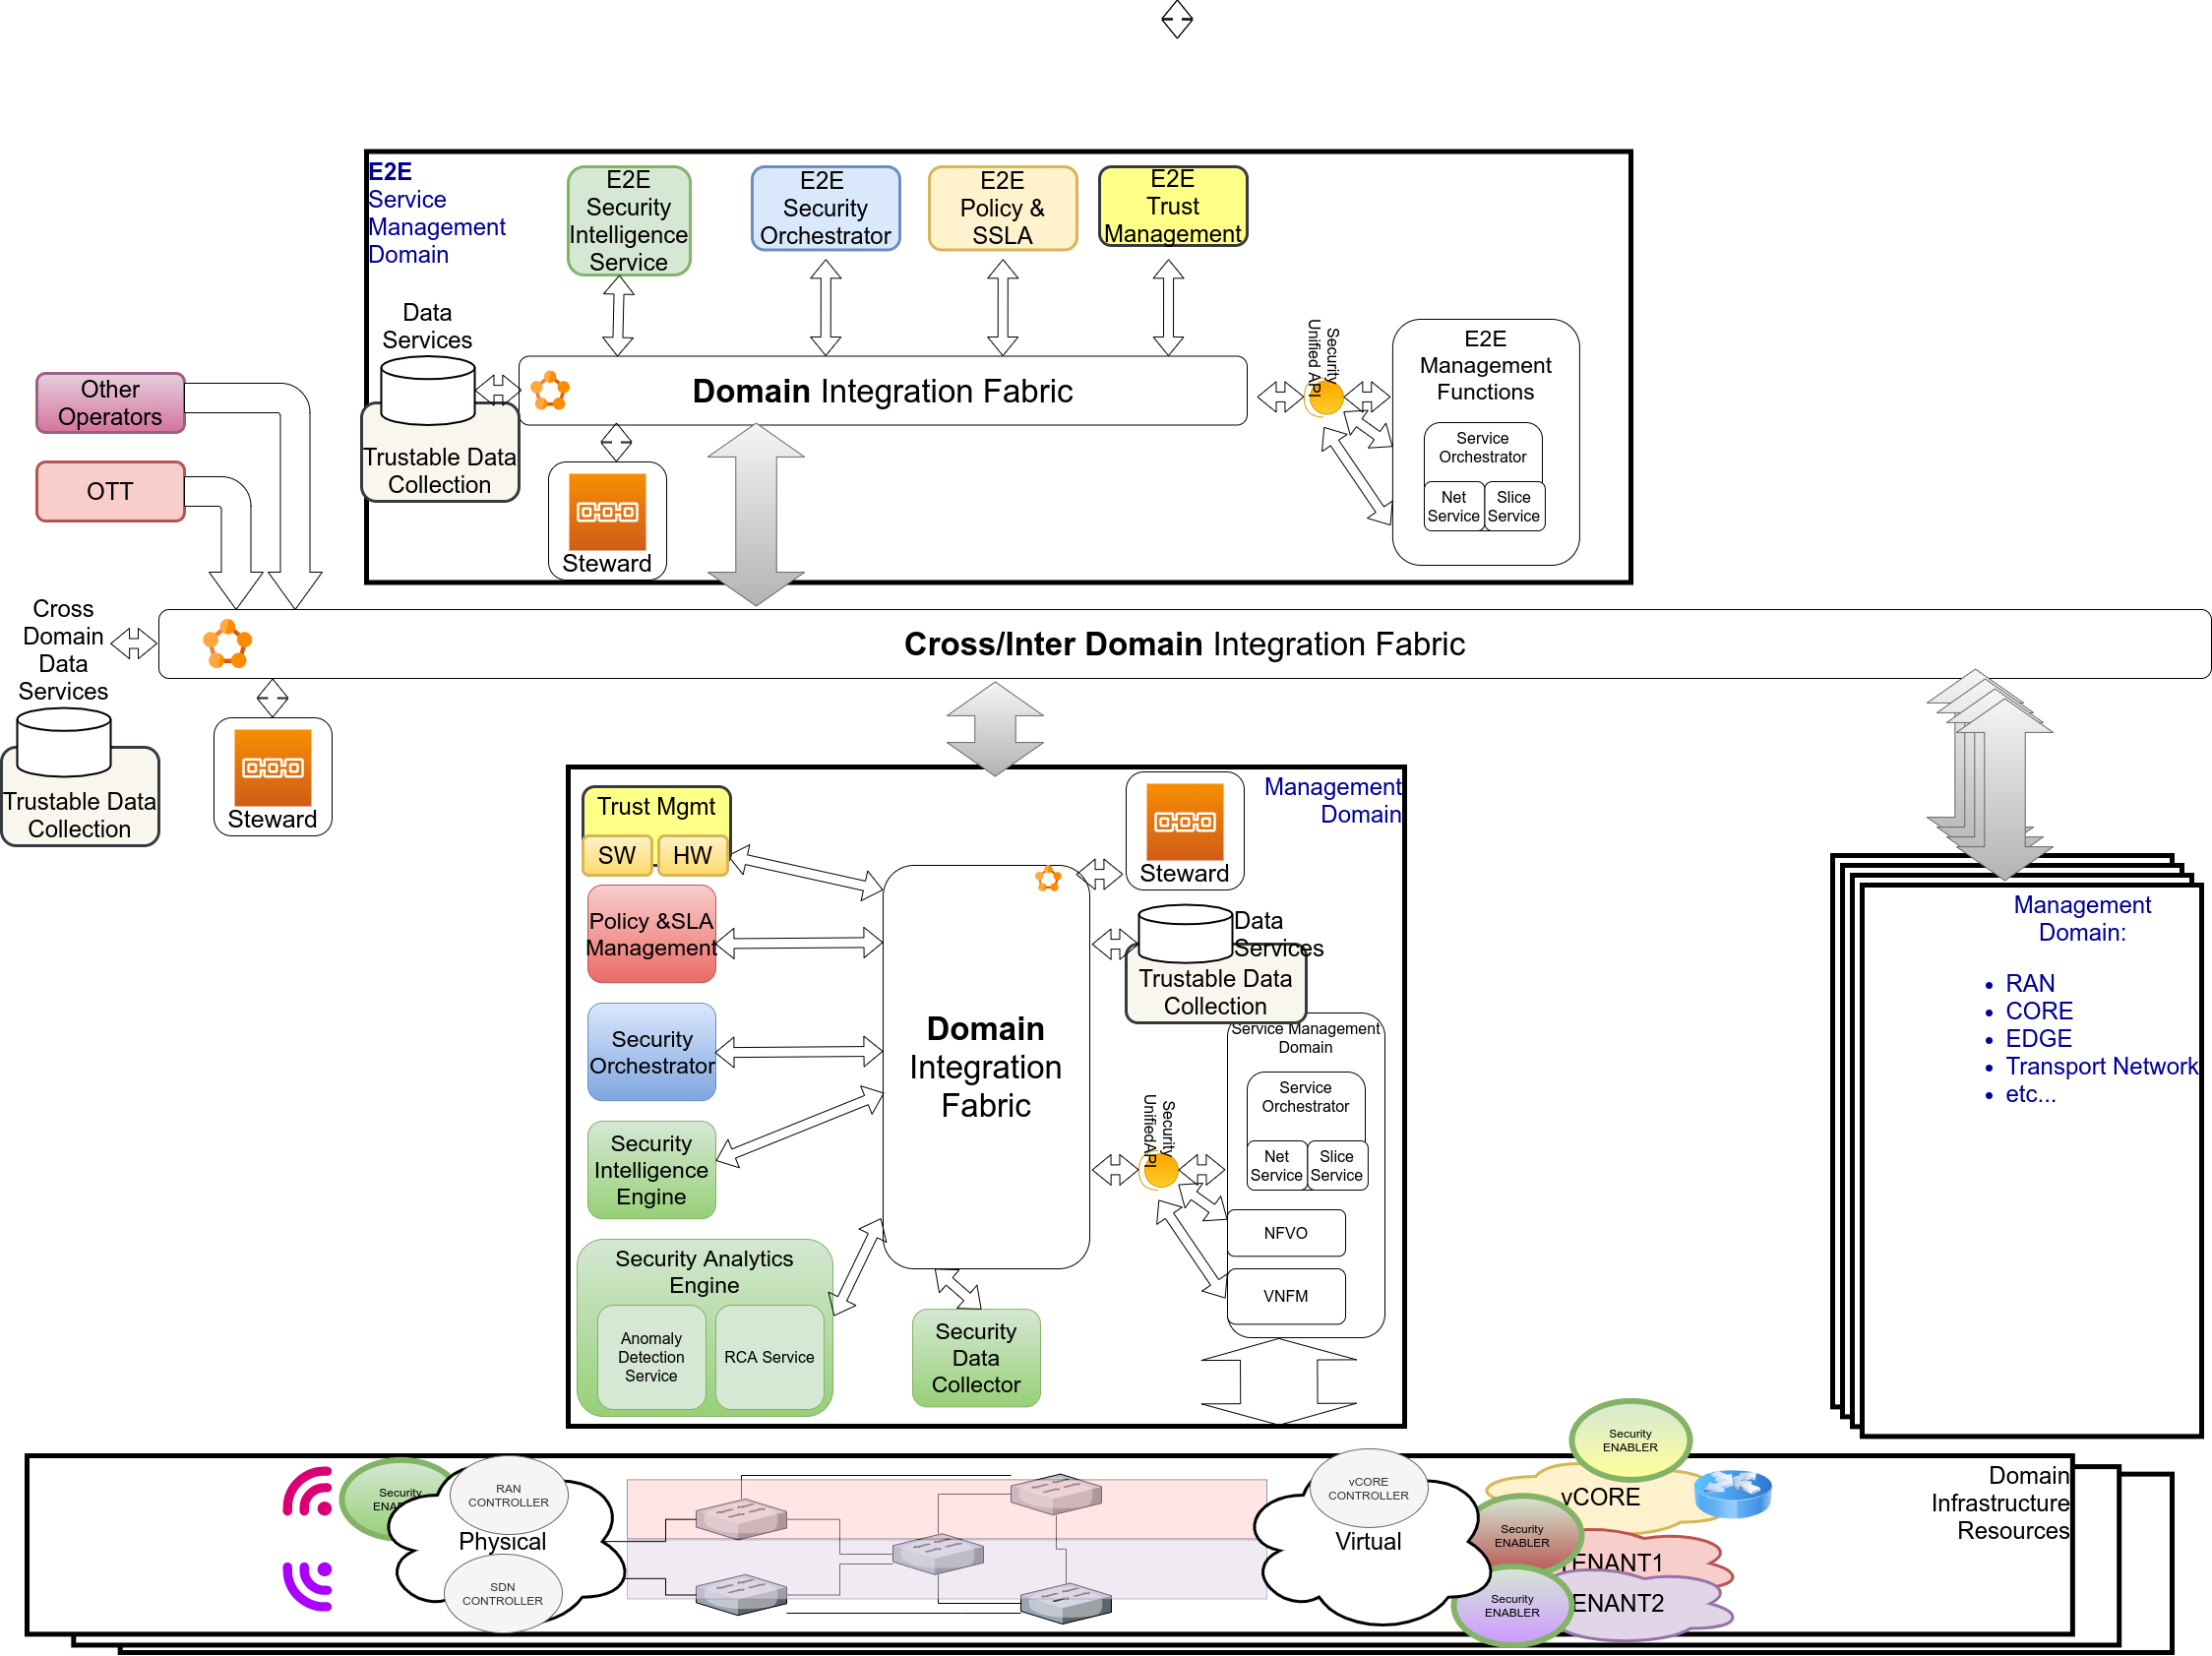 E2E
Service
Management
Domain
E2E
Security
Intelligence
Service
E2E
Security
Orchestrator
E2E
Policy &
SSLA
E2E
Trust
Management
Data
Services
Trustable Data
Collection
Domain Integration Fabric
Steward
Security
Unified API
E2E
Management
Functions
Service
Orchestrator
Net
Service
Slice
Service
Other
Operators
OTT
Cross
Domain
Data
Services
Trustable Data
Collection
Cross/Inter Domain Integration Fabric
Steward
Management
Domain
Trust Mgmt
SW
HW
Policy &SLA
Management
Security
Orchestrator
Security
Intelligence
Engine
Security Analytics
Engine
Anomaly
Detection
Service
RCA Service
Domain
Integration
Fabric
Security
Data
Collector
Steward
Data
Services
Trustable Data
Collection
Security
UnifiedAPI
Service Management
Domain
Service
Orchestrator
Net
Service
Slice
Service
NFVO
VNFM
Management
Domain:
• RAN
• CORE
• EDGE
• Transport Network
• etc...
Domain
Infrastructure
Resources
Security
ENA
RAN
CONTROLLER
Physical
SDN
CONTROLLER
vCORE
CONTROLLER
Virtual
Security
ENABLER
vCORE
Security
ENABLER
ENANT1
Security
ENABLER
ENANT2